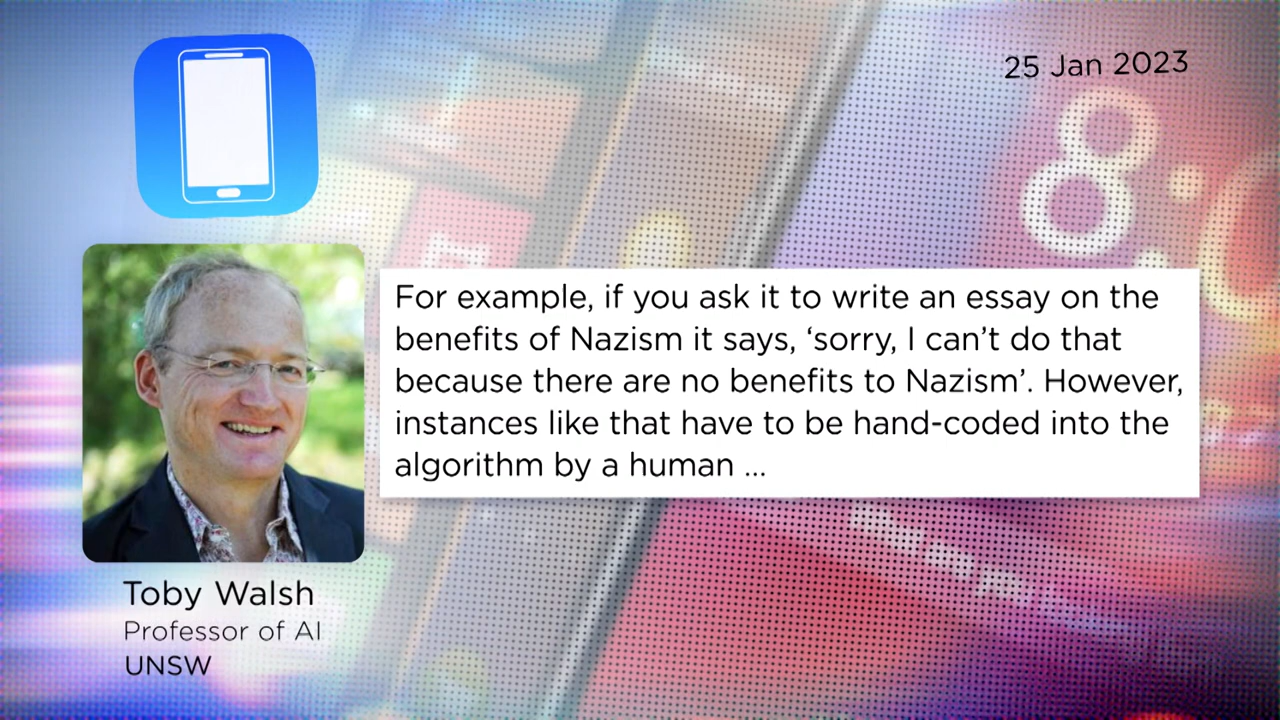 25 Jan 2023
For example, if you ask it to write an essay on the
benefits of Nazism it says, ‘sorry, I can’t do that
because there are no benefits to Nazism’. However,
instances like that have to be hand-coded into the
algorithm by a human ...
Toby Walsh
Professor of AI
UNSW